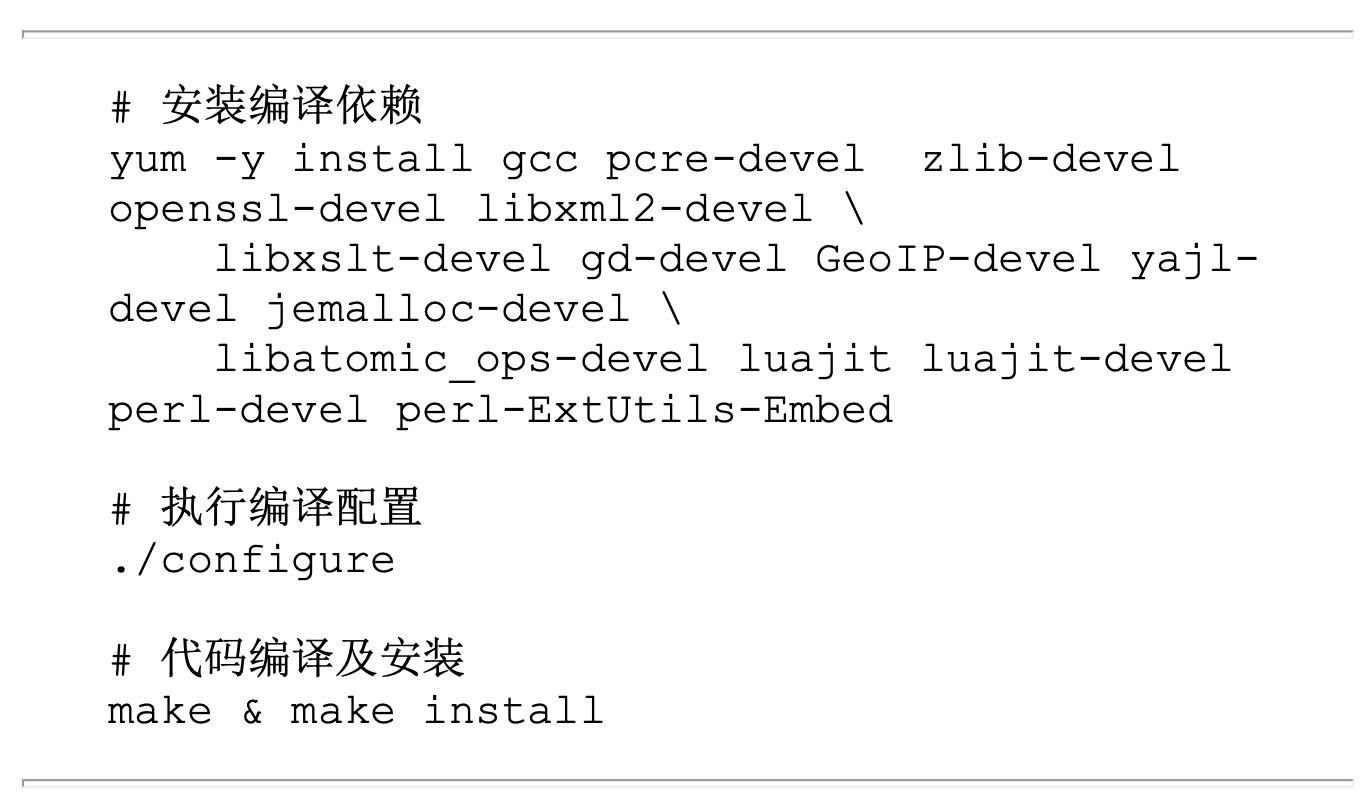 # 安装编译依赖
yum -y install gcc pcre-devel  zlib-devel
openssl-devel libxml2-devel \
    libxslt-devel gd-devel GeoIP-devel yajl-
devel jemalloc-devel \
    libatomic_ops-devel luajit luajit-devel
perl-devel perl-ExtUtils-Embed
# 执行编译配置
./configure
# 代码编译及安装
make & make install